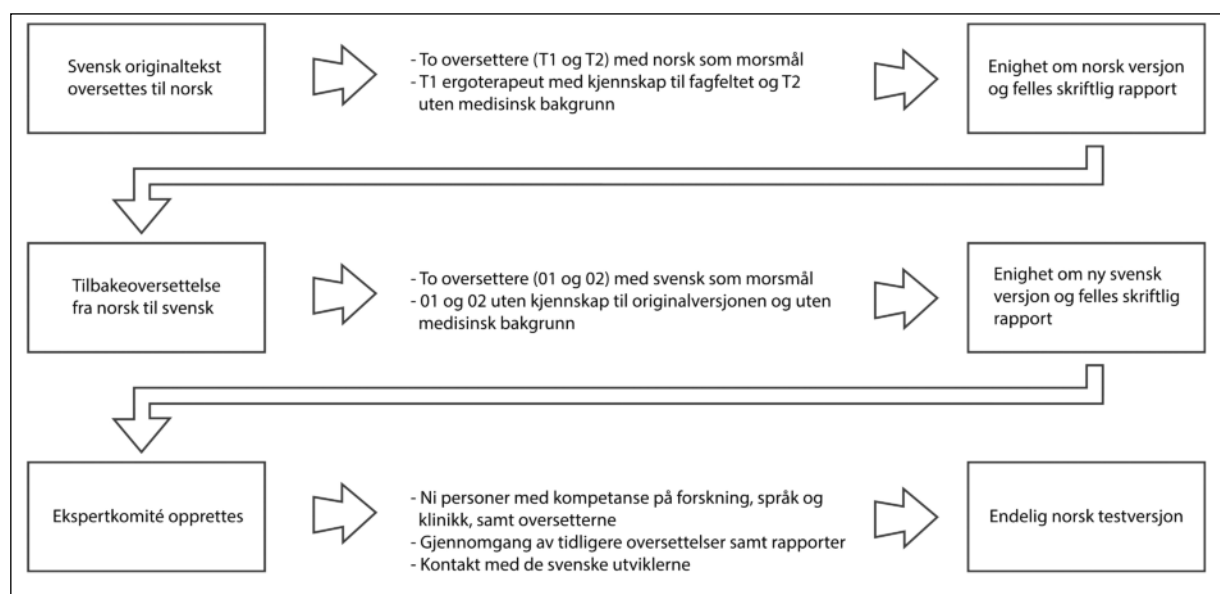 Svensk originaltekst
oversettes til norsk
- To oversettere (T1 og T2) med norsk som morsmål
- T1 ergoterapeut med kjennskap til fagfeltet og T2
uten medisinsk bakgrunn
Enighet om norsk versjon
og felles skriftlig rapport
Tilbakeoversettelse
fra norsk til svensk
- To oversettere (01 og 02) med svensk som morsmål
- 01 og 02 uten kjennskap til originalversjonen og uten
medisinsk bakgrunn
Enighet om ny svensk
versjon og felles skriftlig
rapport
Ekspertkomité opprettes
- Ni personer med kompetanse på forskning, språk og
klinikk, samt oversetterne
- Gjennomgang av tidligere oversettelser samt rapporter
- Kontakt med de svenske utviklerne
Endelig norsk testversjon